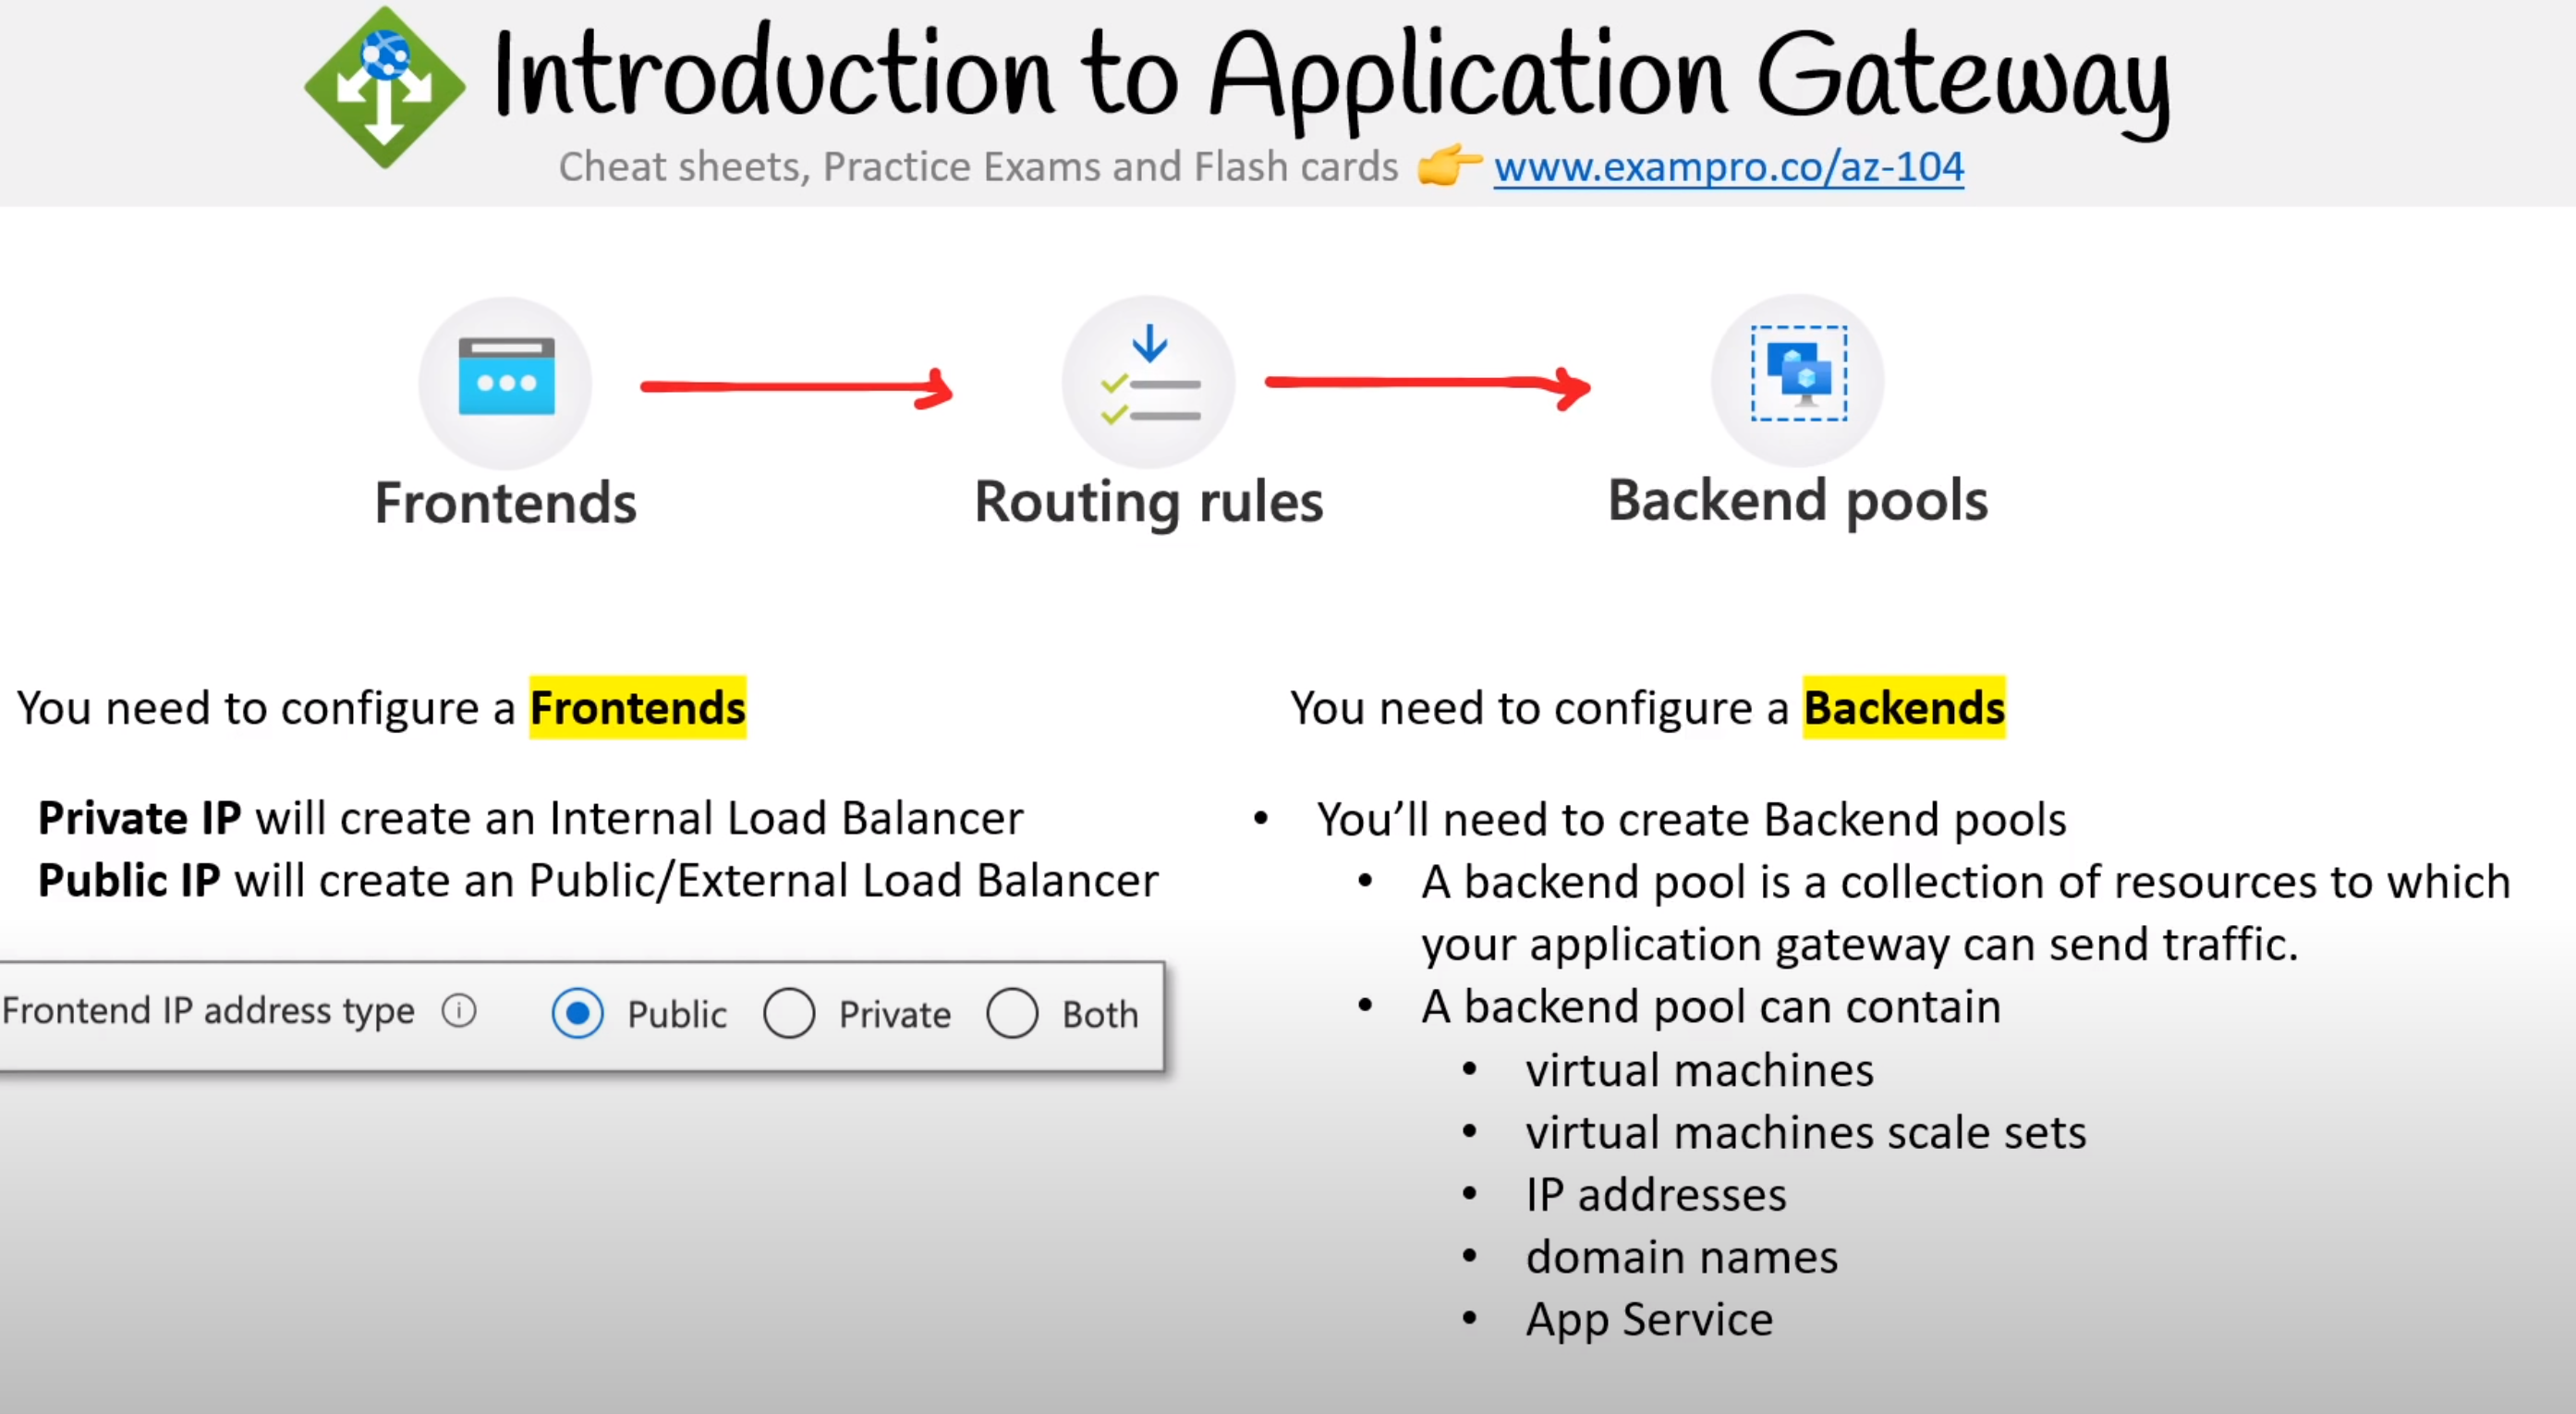 Introduction to Application Gateway
Cheat sheets, Practice Exams and Flash cards 👉 www.exampro.co/az-104
Frontends
Routing rules
Backend pools
You need to configure a Frontends
Private IP will create an Internal Load Balancer
Public IP will create an Public/External Load Balancer
Frontend IP address type
Public
Private
Both
You need to configure a Backends
• You’ll need to create Backend pools
• A backend pool is a collection of resources to which
your application gateway can send traffic.
• A backend pool can contain
• virtual machines
• virtual machines scale sets
• IP addresses
• domain names
• App Service